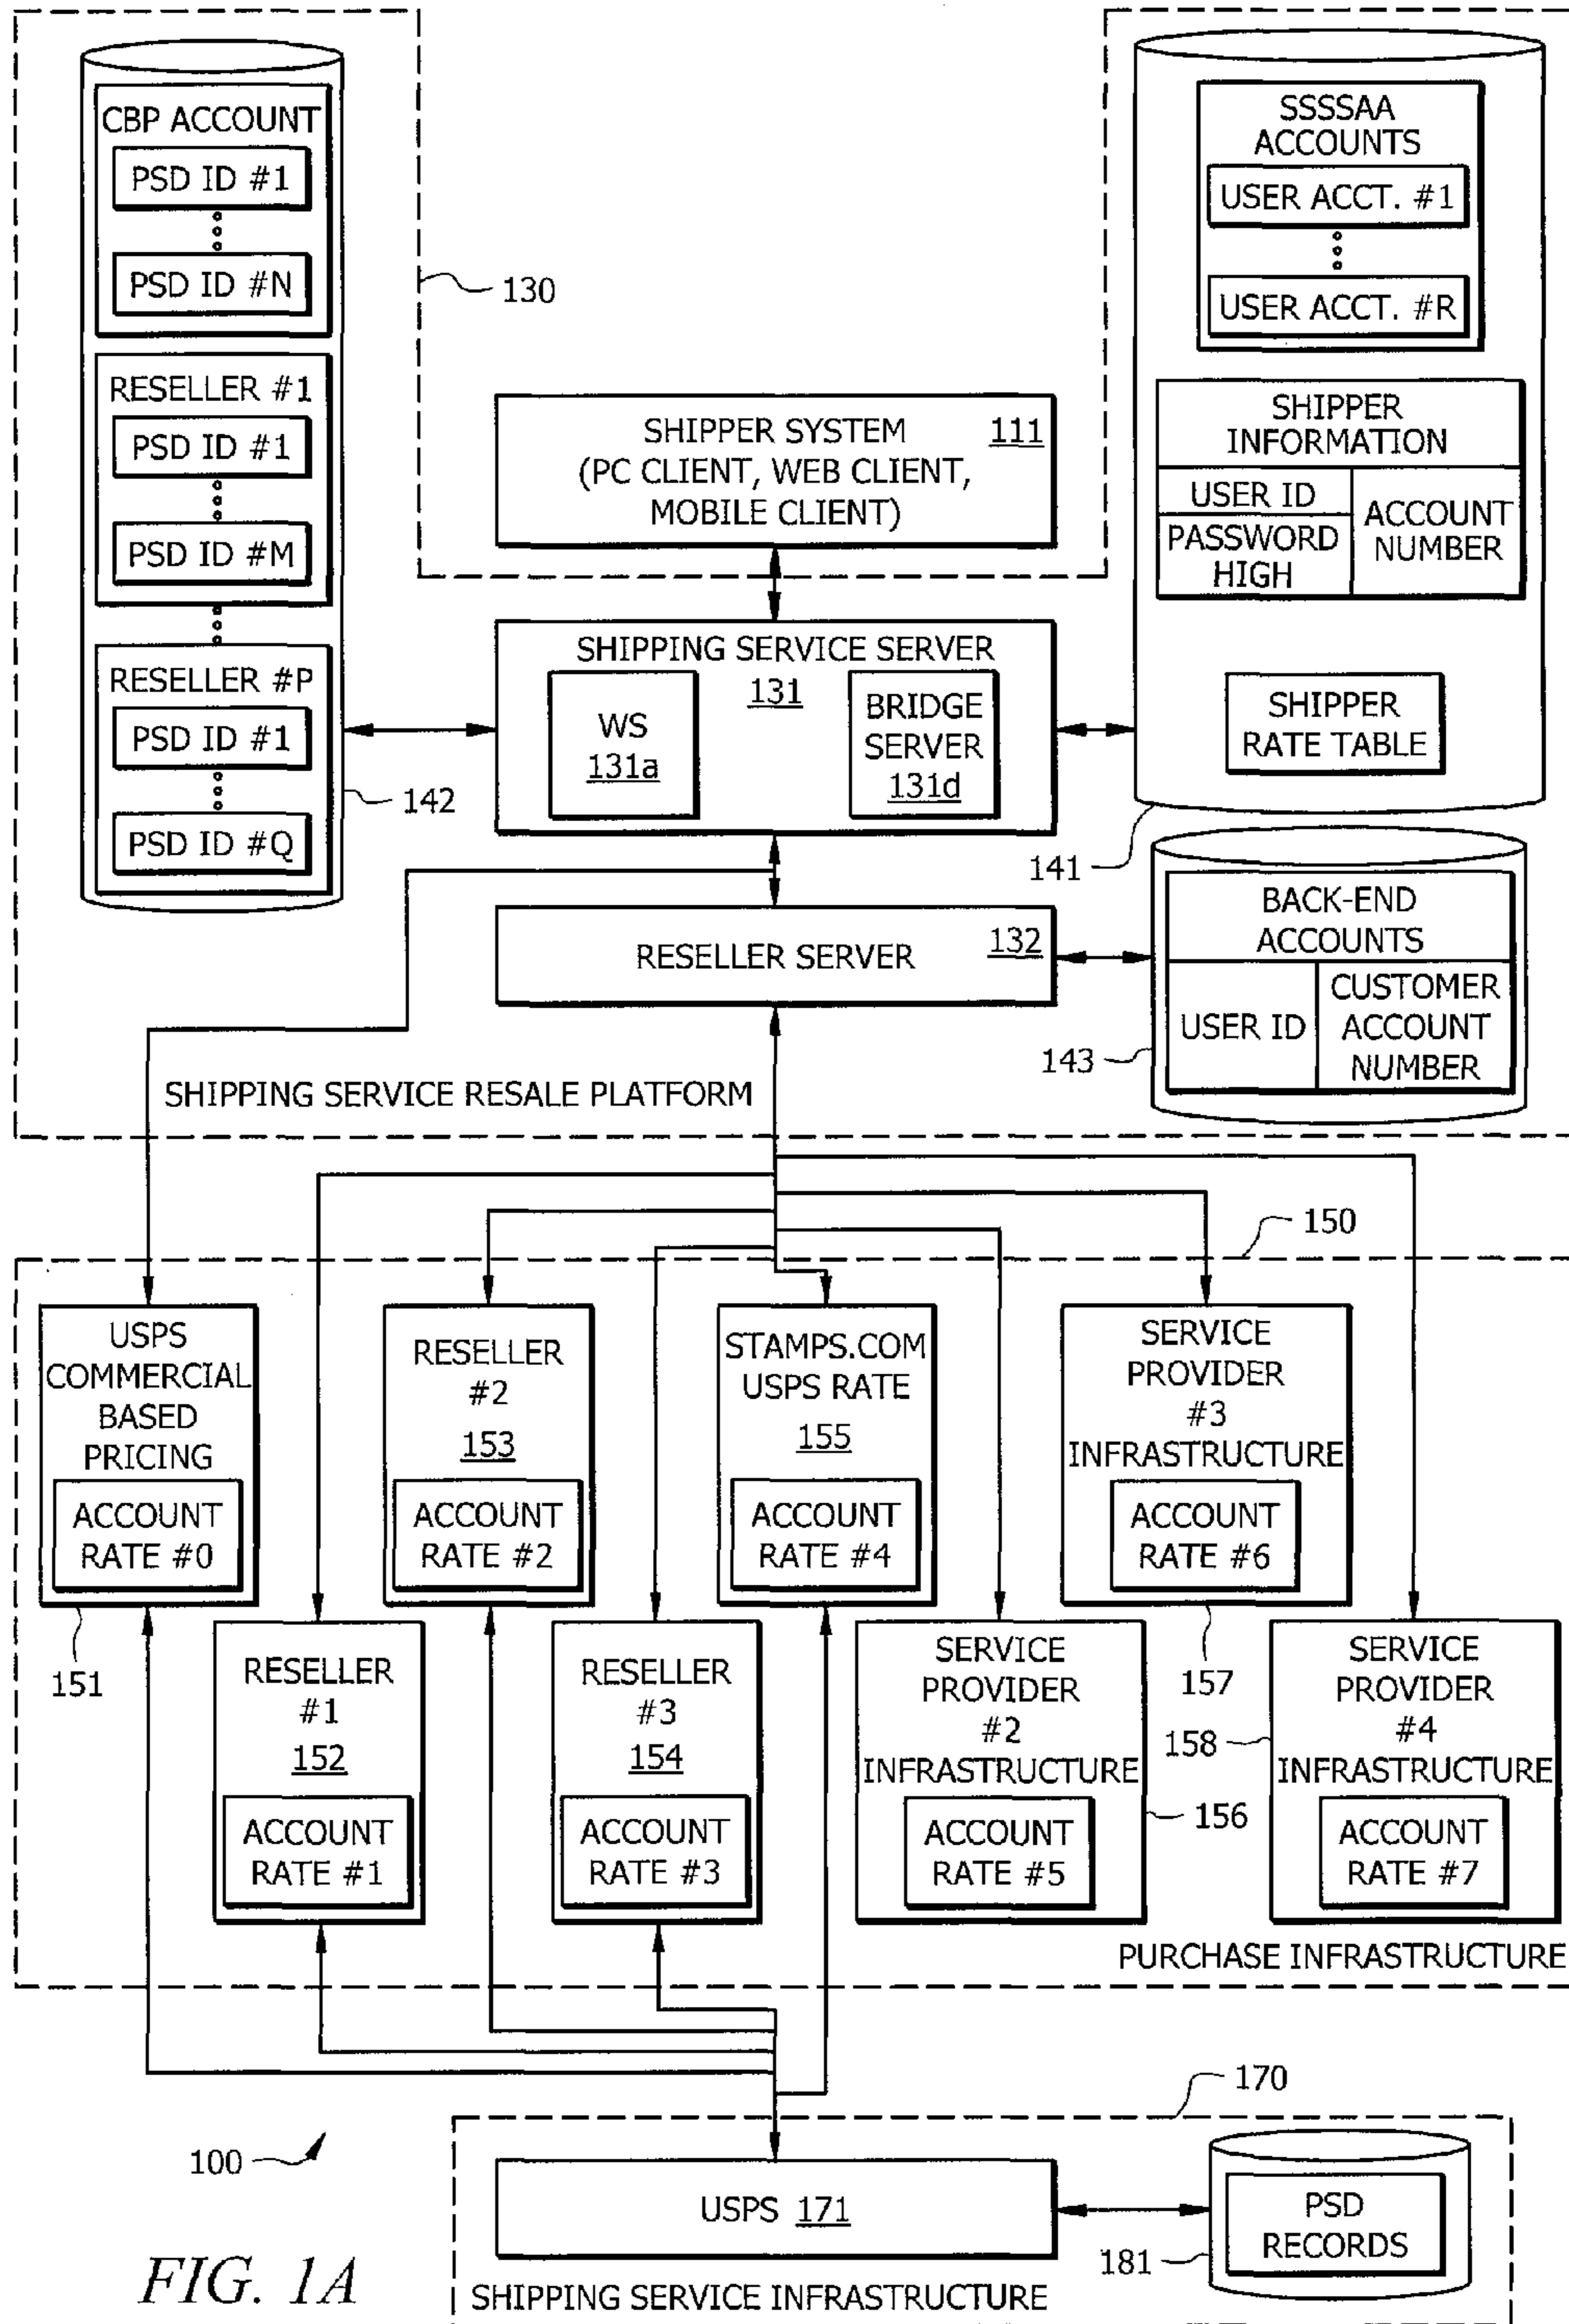 CBP ACCOUNT
PSD ID #1
PSD ID #N
RESELLER #1
PSD ID #1
PSD ID #M
RESELLER #P
PSD ID #1
PSD ID #Q
142
130
SHIPPER SYSTEM 111
(PC CLIENT, WEB CLIENT,
MOBILE CLIENT)
SHIPPING SERVICE SERVER
131
WS
131a
BRIDGE
SERVER
131d
SSSSAA
ACCOUNTS
USER ACCT. #1
USER ACCT. #R
SHIPPER
INFORMATION
USER ID
PASSWORD
HIGH
ACCOUNT
NUMBER
SHIPPER
RATE TABLE
141
RESELLER SERVER 132
BACK-END
ACCOUNTS
USER ID
CUSTOMER
ACCOUNT
NUMBER
143
SHIPPING SERVICE RESALE PLATFORM
150
USPS
COMMERCIAL
BASED
PRICING
ACCOUNT
RATE #0
151
RESELLER
#2
153
ACCOUNT
RATE #2
STAMPS.COM
USPS RATE
155
ACCOUNT
RATE #4
SERVICE
PROVIDER
#3
INFRASTRUCTURE
ACCOUNT
RATE #6
157
RESELLER
#1
152
ACCOUNT
RATE #1
RESELLER
#3
154
ACCOUNT
RATE #3
SERVICE
PROVIDER
#2
INFRASTRUCTURE
ACCOUNT
RATE #5
156
SERVICE
PROVIDER
#4
INFRASTRUCTURE
ACCOUNT
RATE #7
158
PURCHASE INFRASTRUCTURE
170
100
USPS 171
PSD
RECORDS
181
SHIPPING SERVICE INFRASTRUCTURE
FIG. 1A